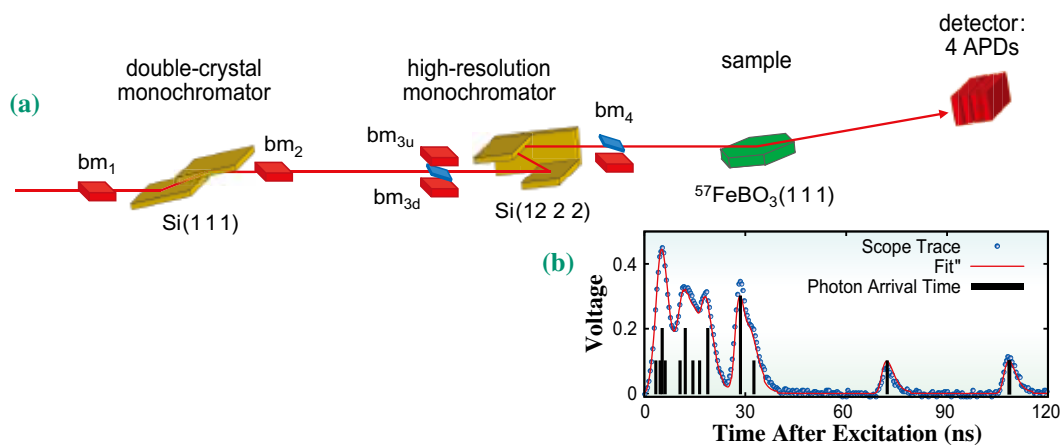 (a)
double-crystal
monochromator
high-resolution
monochromator
sample
detector:
4 APDs
bm1
bm2
bm3u
bm3d
bm4
Si(1 1 1)
Si(12 2 2)
57FeBO3(1 1 1)
(b)
Scope Trace
Fit"
Photon Arrival Time
Voltage
0.4
0.2
0
0 30 60 90 120
Time After Excitation (ns)